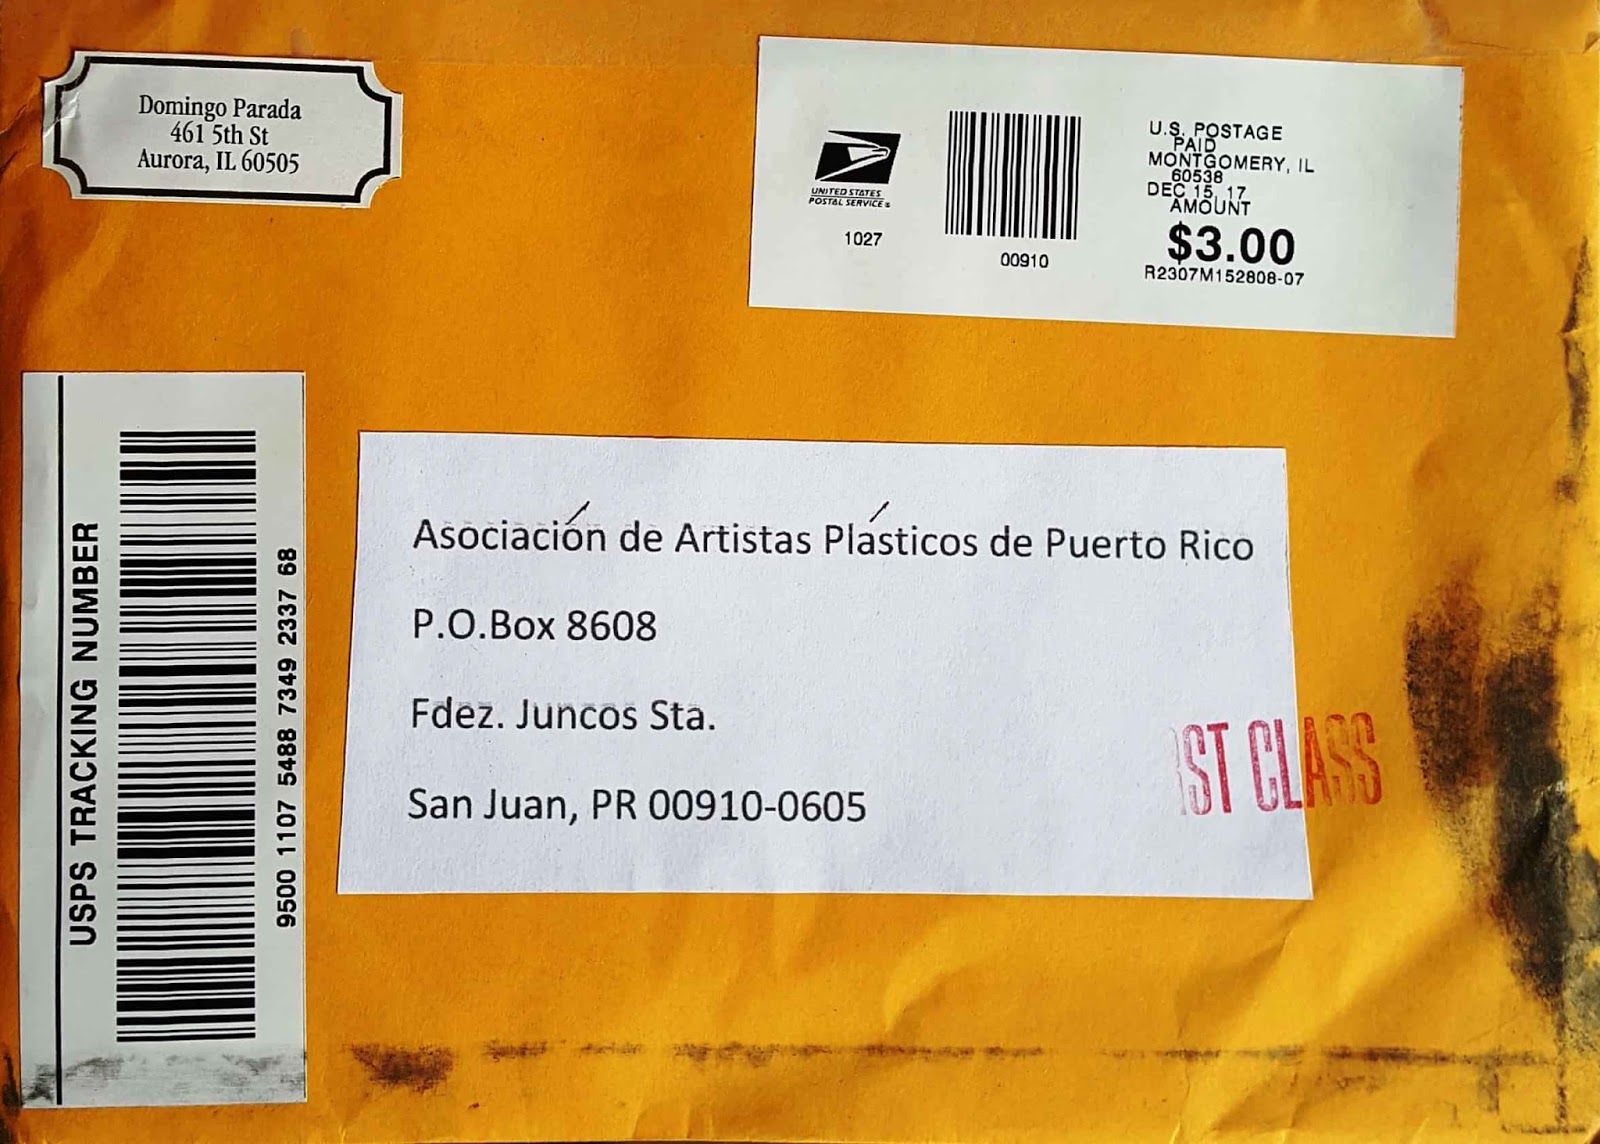 Domingo Parada
461 5th St
Aurora, IL 60505
UNITED STATES
POSTAL SERVICE®
1027
00910
U.S. POSTAGE
PAID
MONTGOMERY, IL
60538
DEC 15, 17
AMOUNT
$3.00
R2307M152808-07
USPS TRACKING NUMBER
9500 1107 5488 7349 2337 68
Asociación de Artistas Plásticos de Puerto Rico
P.O.Box 8608
Fdez. Juncos Sta.
San Juan, PR 00910-0605
ST CLASS